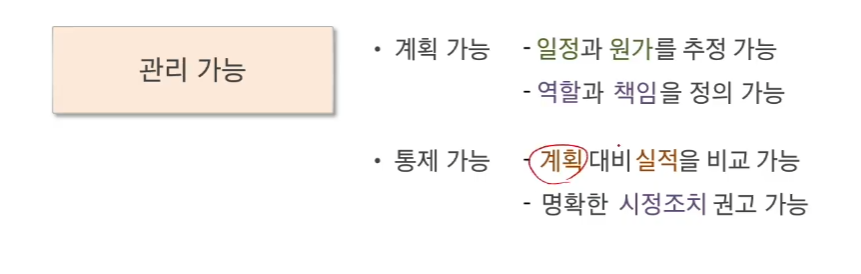 관리 가능
• 계획 가능 - 일정과 원가를 추정 가능
- 역할과 책임을 정의 가능
• 통제 가능 - 계획 대비 실적을 비교 가능
- 명확한 시정조치 권고 가능